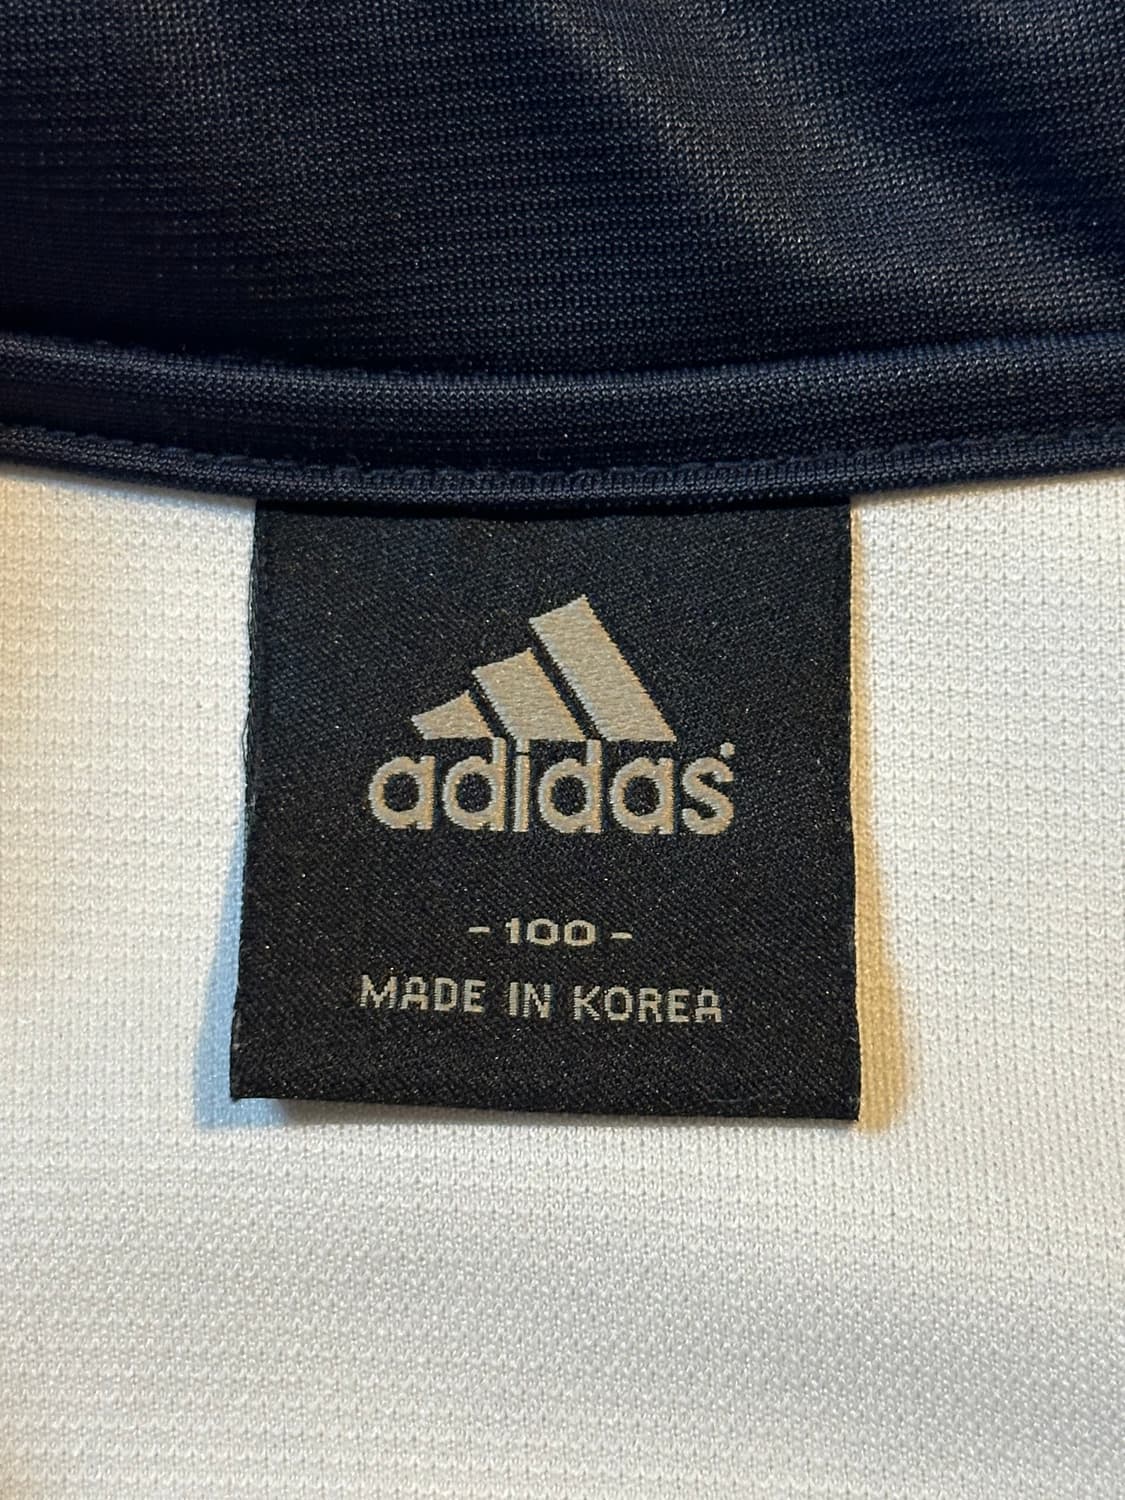 adidas
- 100 -
MADE IN KOREA